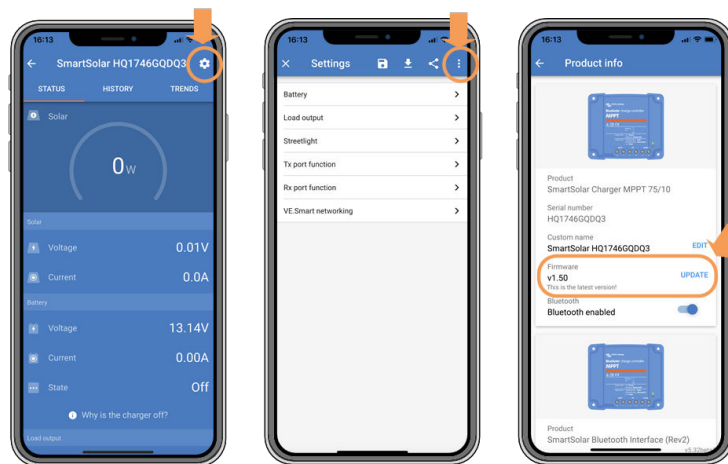 16:13
SmartSolar HQ1746GQDQ3
STATUS HISTORY TRENDS
Solar
0W
Solar
Voltage 0.01V
Current 0.0A
Battery
Voltage 13.14V
Current 0.00A
State Off
Why is the charger off?
Load output
16:13
Settings
Battery
Load output
Streetlight
Tx port function
Rx port function
VE.Smart networking
16:13
Product info
MPPT
Product
SmartSolar Charger MPPT 75/10
Serial number
HQ1746GQDQ3
Custom name
SmartSolar HQ1746GQDQ3 EDIT
Firmware
v1.50 UPDATE
This is the latest version!
Bluetooth
Bluetooth enabled
MPPT
Product
SmartSolar Bluetooth Interface (Rev2)